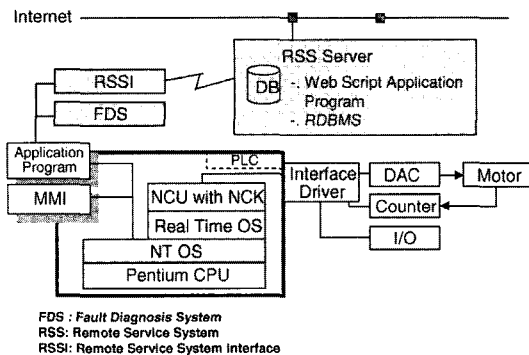 Internet
RSS Server
DB
-. Web Script Application
Program
-. RDBMS
RSSI
FDS
Application
Program
MMI
PLC
NCU with NCK
Real Time OS
NT OS
Pentium CPU
Interface
Driver
DAC
Motor
Counter
I/O
FDS : Fault Diagnosis System
RSS: Remote Service System
RSSI: Remote Service System Interface